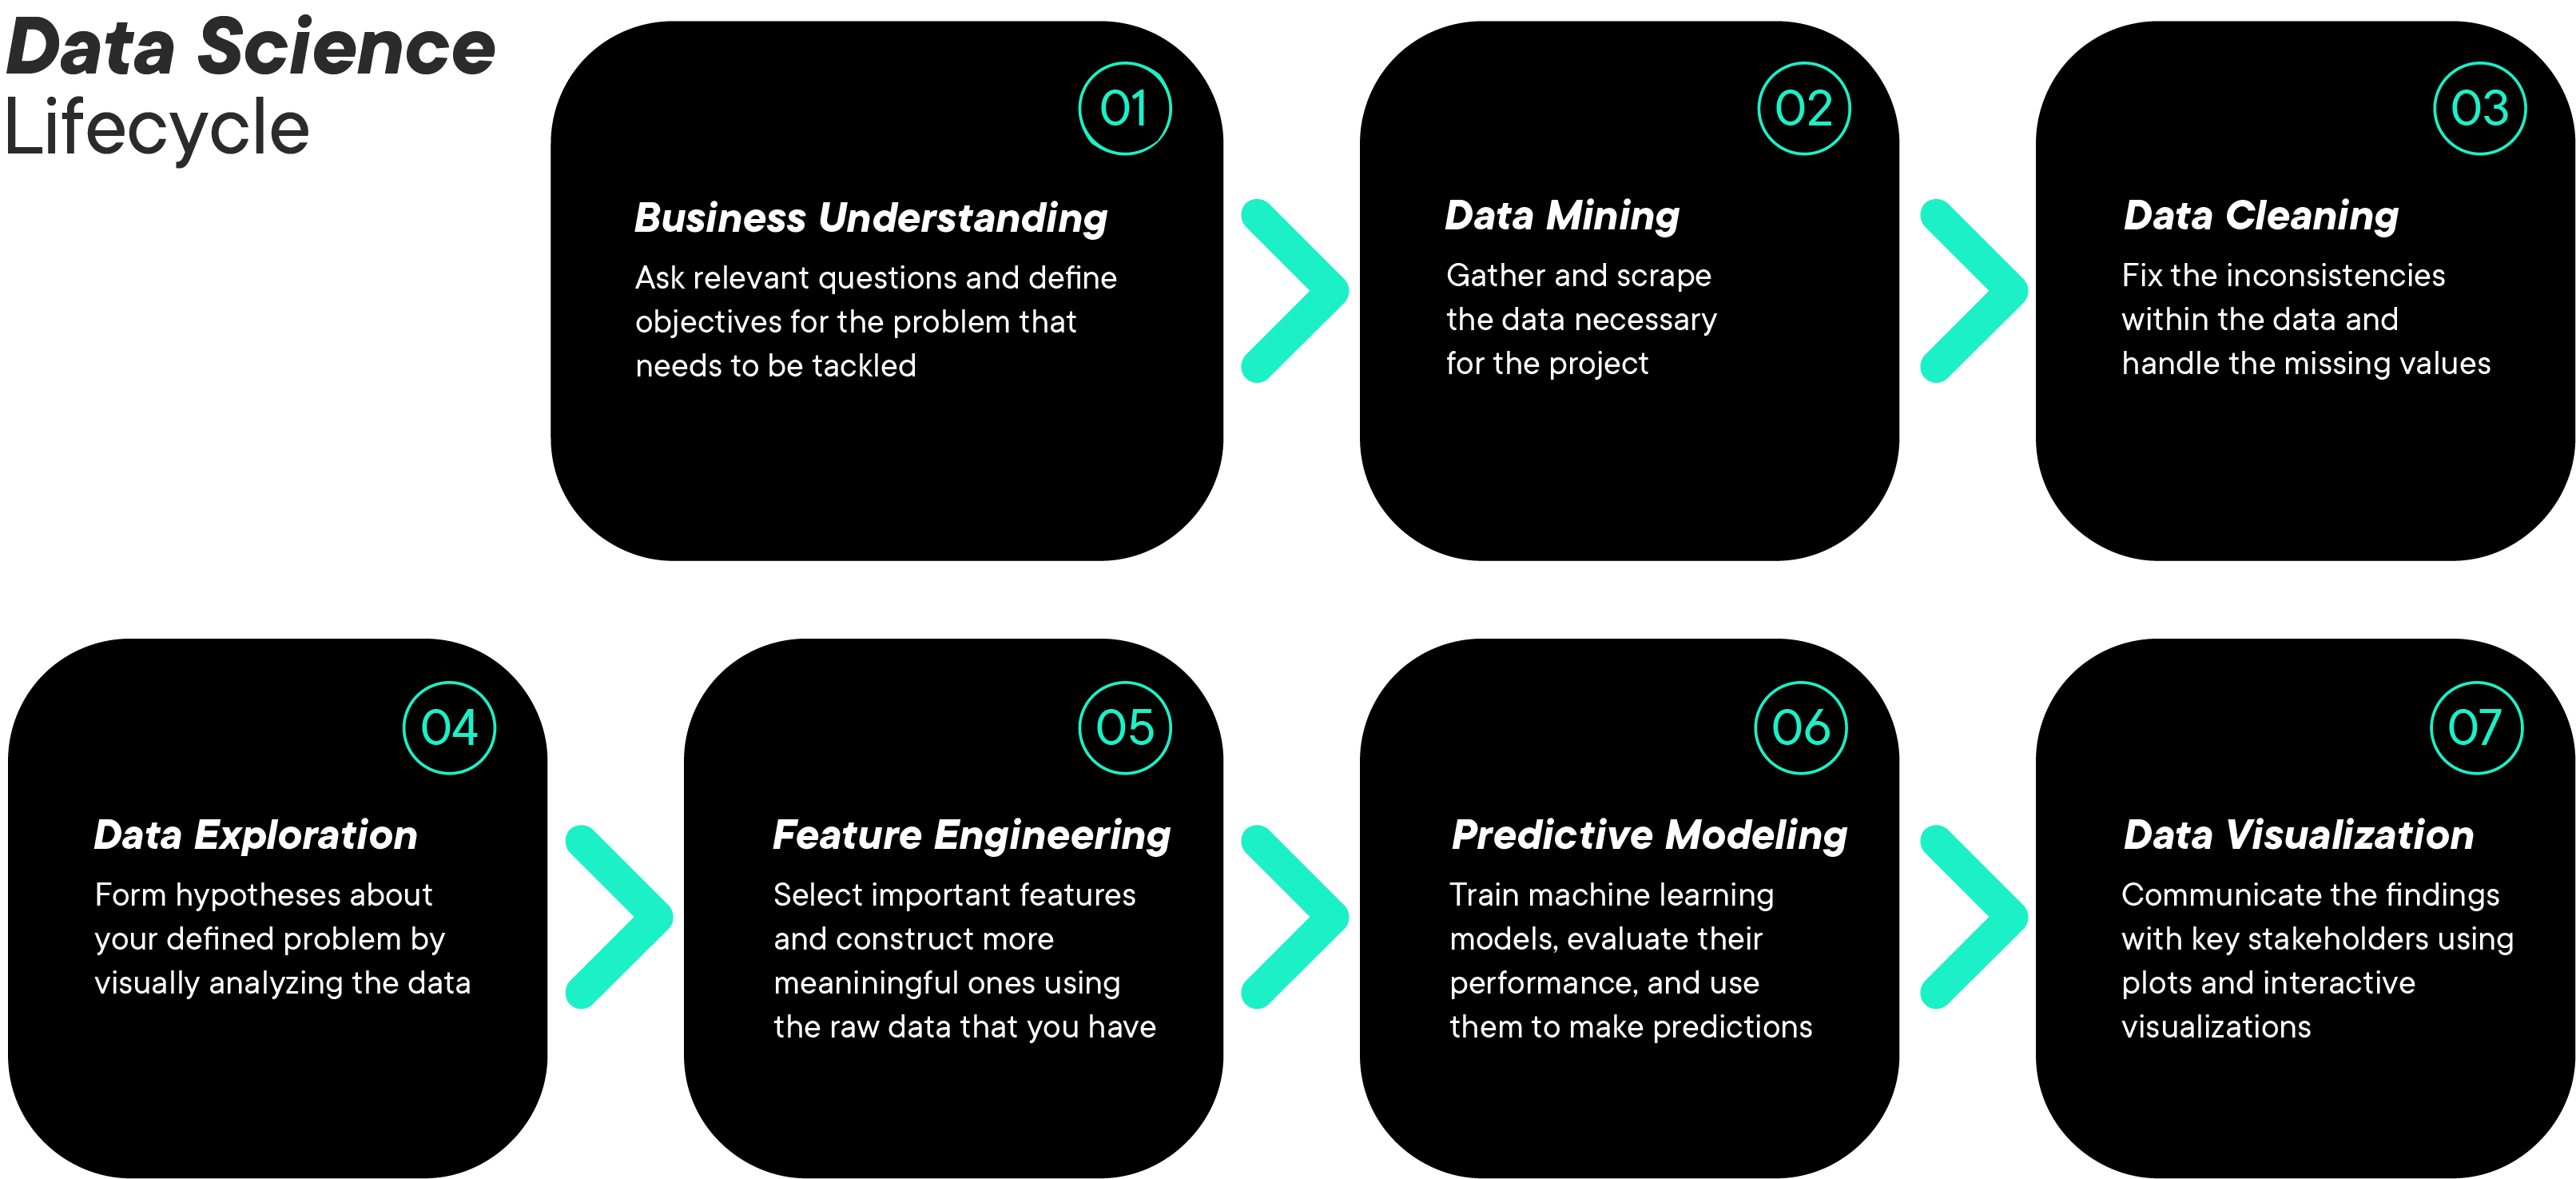 Data Science
Lifecycle
01
Business Understanding
Ask relevant questions and define
objectives for the problem that
needs to be tackled
02
Data Mining
Gather and scrape
the data necessary
for the project
03
Data Cleaning
Fix the inconsistencies
within the data and
handle the missing values
04
Data Exploration
Form hypotheses about
your defined problem by
visually analyzing the data
05
Feature Engineering
Select important features
and construct more
meaniningful ones using
the raw data that you have
06
Predictive Modeling
Train machine learning
models, evaluate their
performance, and use
them to make predictions
07
Data Visualization
Communicate the findings
with key stakeholders using
plots and interactive
visualizations